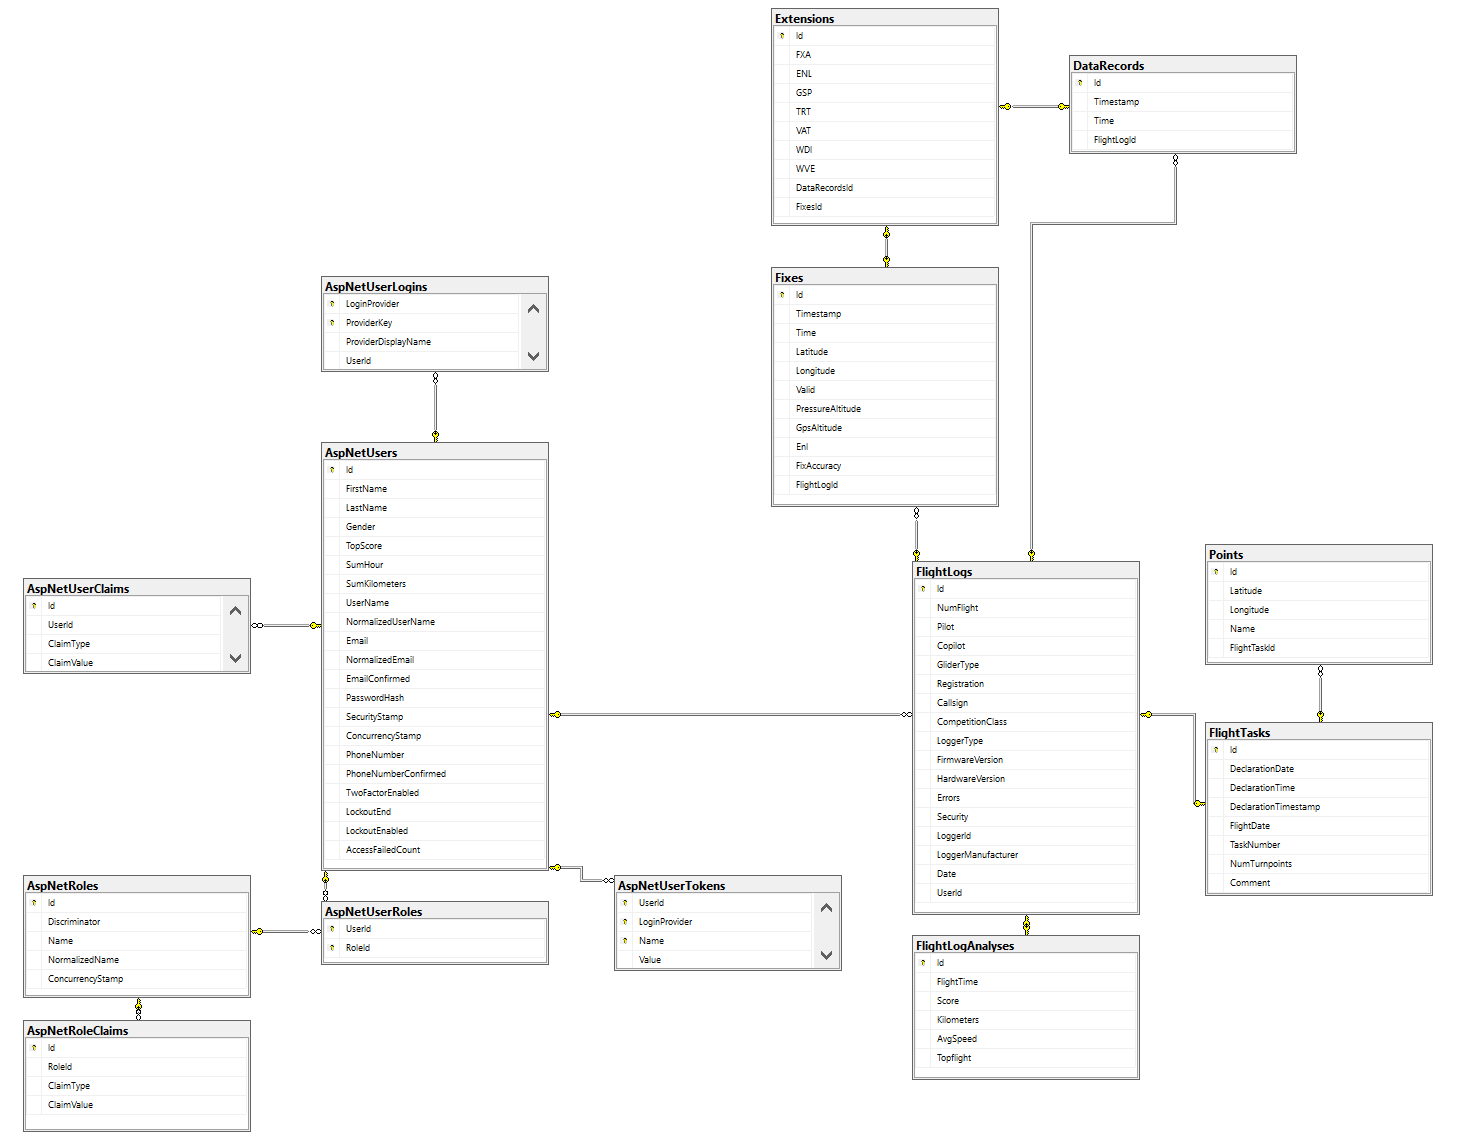 Extensions
Id
FXA
ENL
GSP
TRT
VAT
WDI
WVE
DataRecordsId
FixesId
DataRecords
Id
Timestamp
Time
FlightLogId
Fixes
Id
Timestamp
Time
Latitude
Longitude
Valid
PressureAltitude
GpsAltitude
Enl
FixAccuracy
FlightLogId
AspNetUserLogins
LoginProvider
ProviderKey
ProviderDisplayName
UserId
AspNetUsers
Id
FirstName
LastName
Gender
TopScore
SumHour
SumKilometers
UserName
NormalizedUserName
Email
NormalizedEmail
EmailConfirmed
PasswordHash
SecurityStamp
ConcurrencyStamp
PhoneNumber
PhoneNumberConfirmed
TwoFactorEnabled
LockoutEnd
LockoutEnabled
AccessFailedCount
AspNetUserClaims
Id
UserId
ClaimType
ClaimValue
FlightLogs
Id
NumFlight
Pilot
Copilot
GliderType
Registration
Callsign
CompetitionClass
LoggerType
FirmwareVersion
HardwareVersion
Errors
Security
LoggerId
LoggerManufacturer
Date
UserId
Points
Id
Latitude
Longitude
Name
FlightTaskId
FlightTasks
Id
DeclarationDate
DeclarationTime
DeclarationTimestamp
FlightDate
TaskNumber
NumTurnpoints
Comment
AspNetRoles
Id
Discriminator
Name
NormalizedName
ConcurrencyStamp
AspNetUserRoles
UserId
RoleId
AspNetUserTokens
UserId
LoginProvider
Name
Value
FlightLogAnalyses
Id
FlightTime
Score
Kilometers
AvgSpeed
Topflight
AspNetRoleClaims
Id
RoleId
ClaimType
ClaimValue